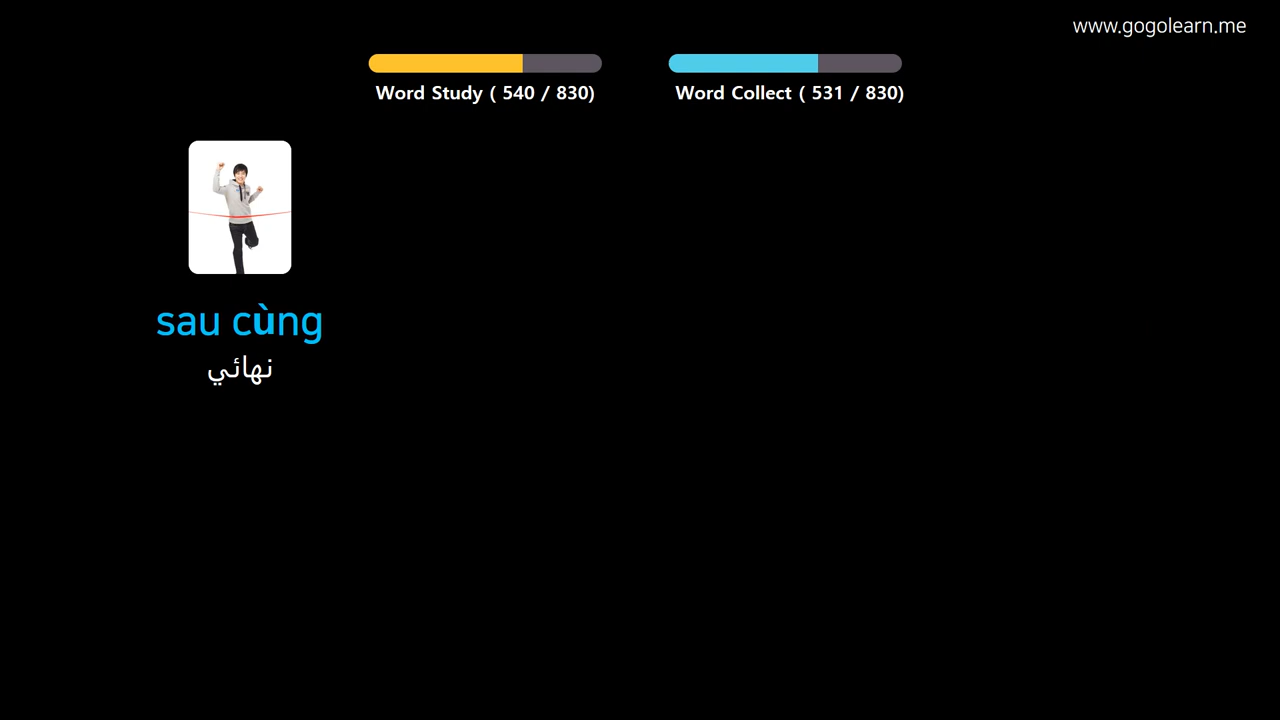 www.gogolearn.me
Word Study ( 540 / 830)
Word Collect ( 531 / 830)
sau cùng
نهائي